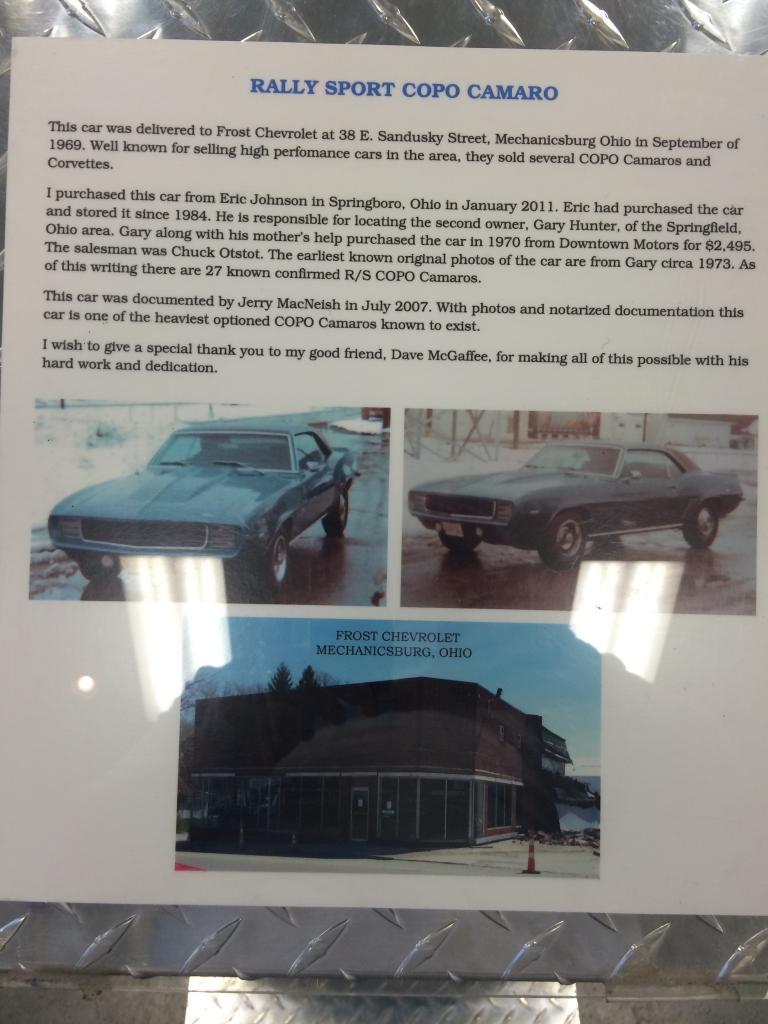 RALLY SPORT COPO CAMARO
This car was delivered to Frost Chevrolet at 38 E. Sandusky Street, Mechanicsburg Ohio in September of
1969. Well known for selling high perfomance cars in the area, they sold several COPO Camaros and
Corvettes.
I purchased this car from Eric Johnson in Springboro, Ohio in January 2011. Eric had purchased the car
and stored it since 1984. He is responsible for locating the second owner, Gary Hunter, of the Springfield,
Ohio area. Gary along with his mother's help purchased the car in 1970 from Downtown Motors for $2,495.
The salesman was Chuck Otstot. The earliest known original photos of the car are from Gary circa 1973. As
of this writing there are 27 known confirmed R/S COPO Camaros.
This car was documented by Jerry MacNeish in July 2007. With photos and notarized documentation this
car is one of the heaviest optioned COPO Camaros known to exist.
I wish to give a special thank you to my good friend, Dave McGaffee, for making all of this possible with his
hard work and dedication.
FROST CHEVROLET
MECHANICSBURG, OHIO